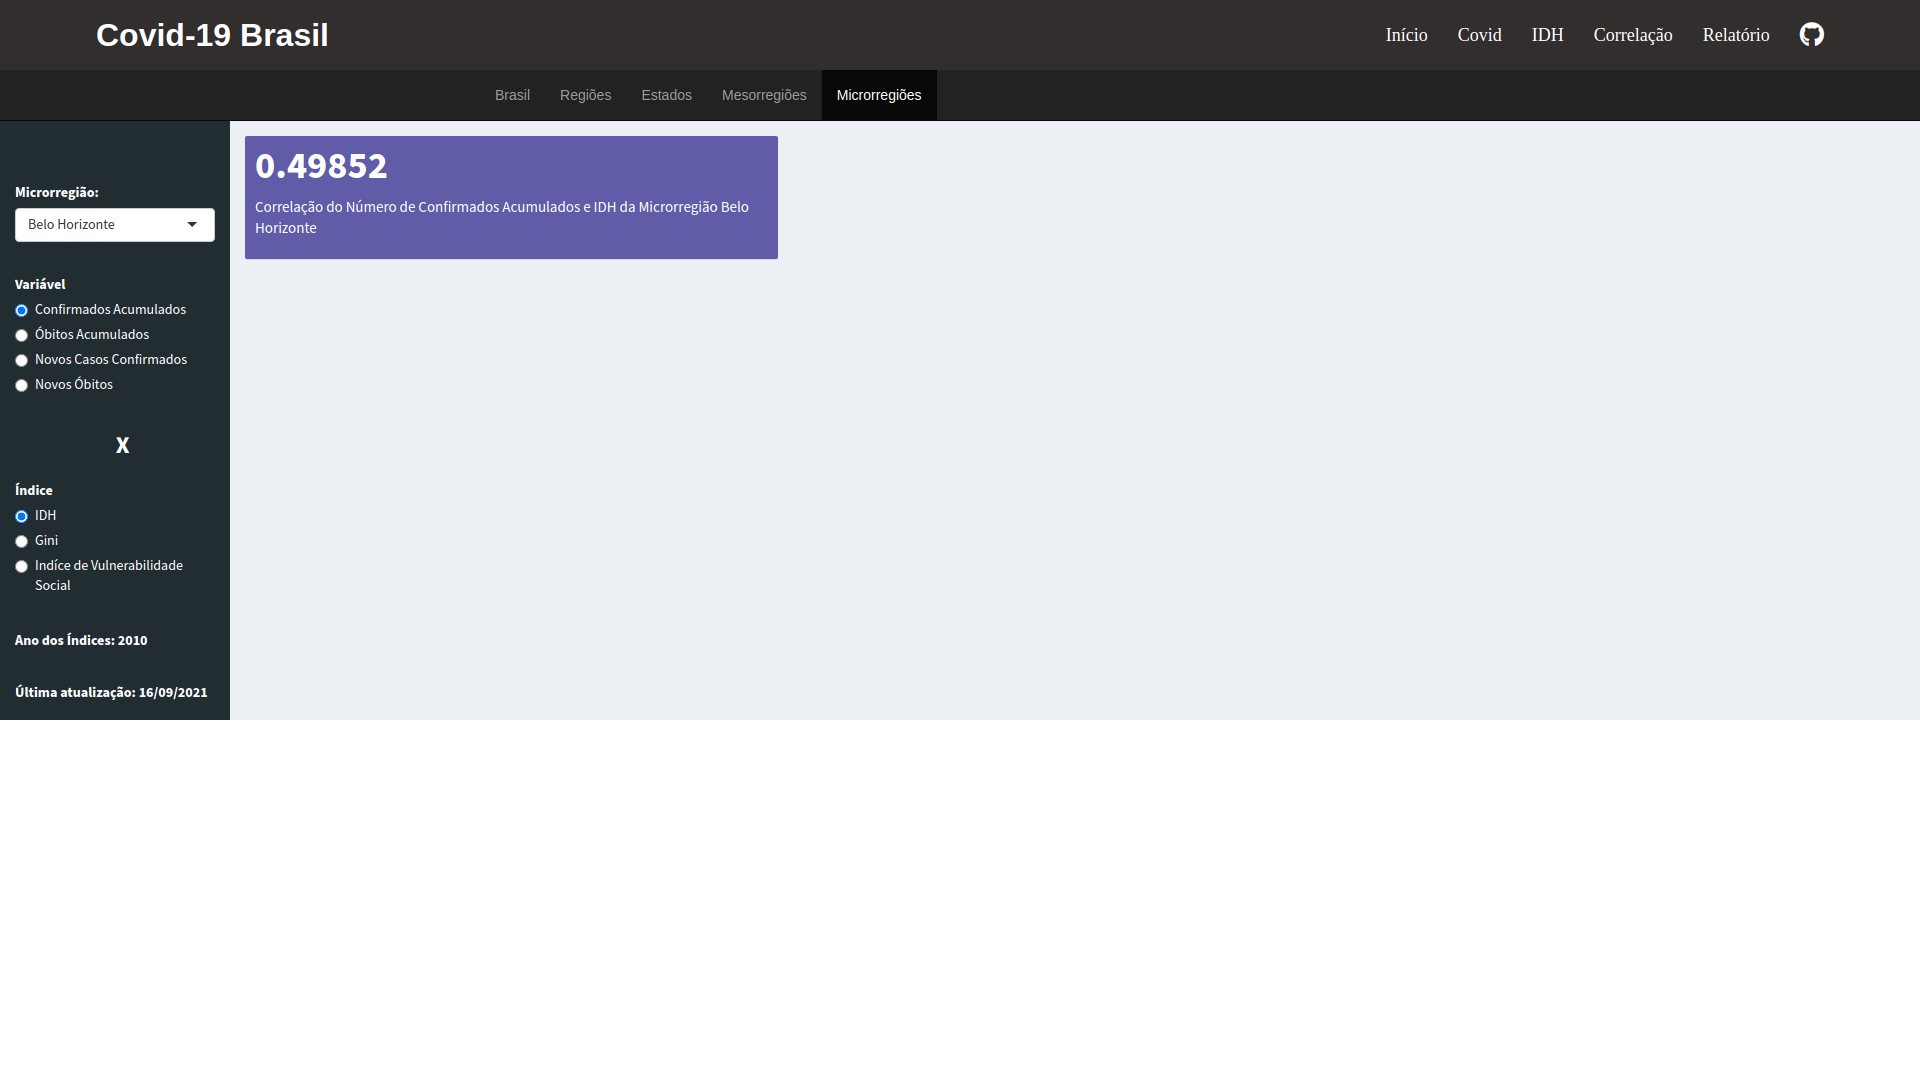 Covid-19 Brasil
Início
Covid
IDH
Correlação
Relatório
Brasil
Regiões
Estados
Mesorregiões
Microrregiões
Microrregião:
Belo Horizonte
Variável
Confirmados Acumulados
Óbitos Acumulados
Novos Casos Confirmados
Novos Óbitos
X
Índice
IDH
Gini
Indíce de Vulnerabilidade
Social
Ano dos Índices: 2010
Última atualização: 16/09/2021
0.49852
Correlação do Número de Confirmados Acumulados e IDH da Microrregião Belo
Horizonte